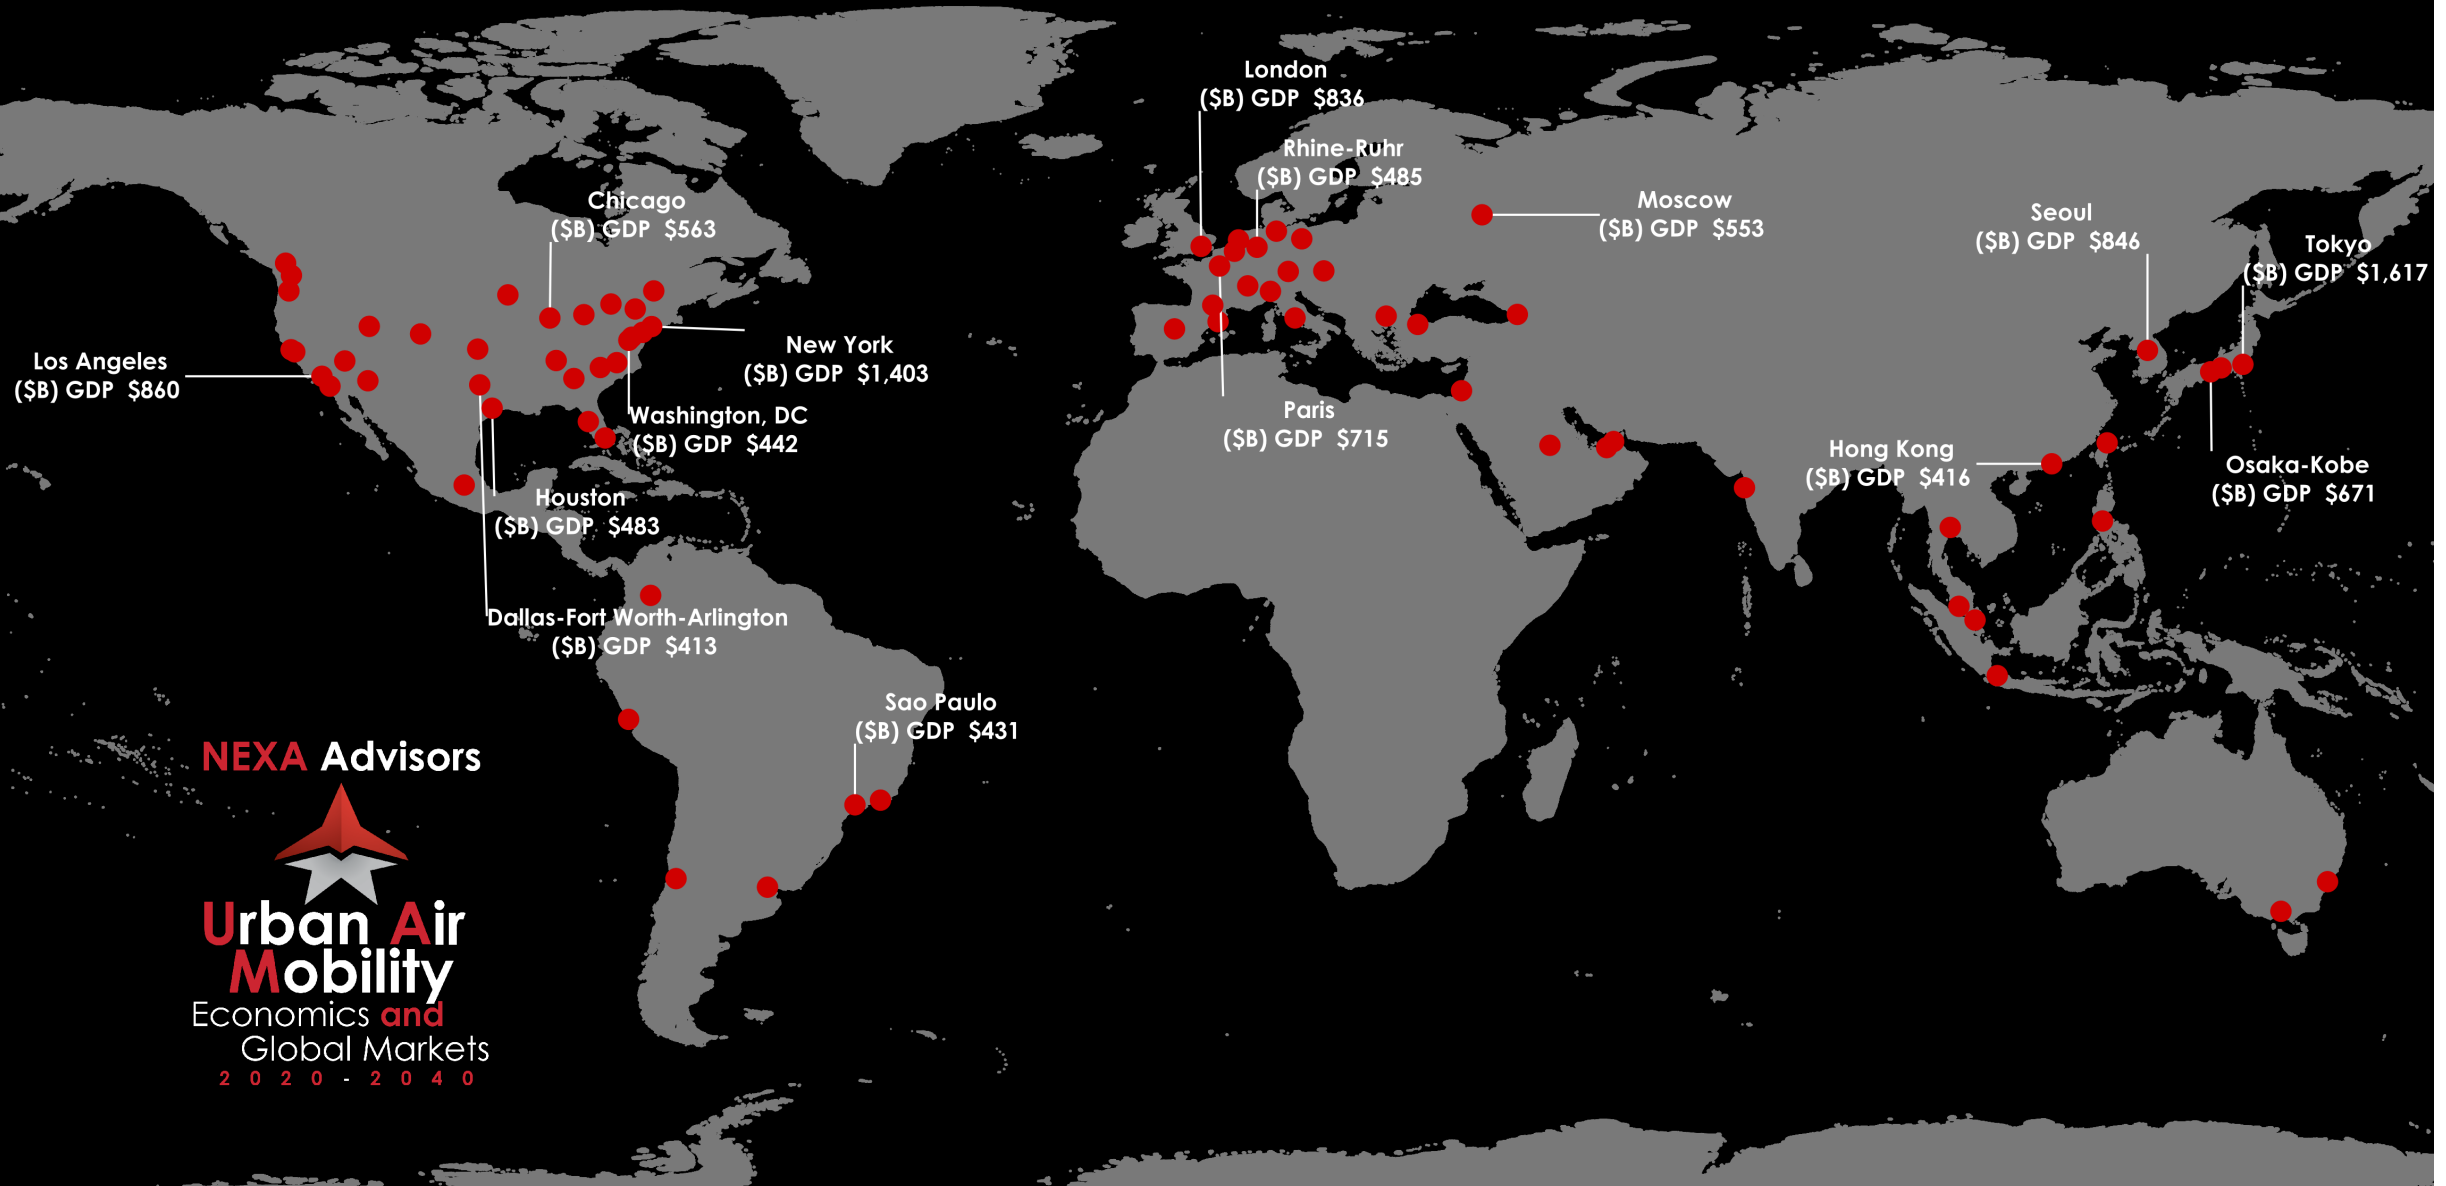 London
($B) GDP $836
Rhine-Ruhr
($B) GDP $485
Chicago
($B) GDP $563
Moscow
($B) GDP $553
Seoul
($B) GDP $846
Tokyo
($B) GDP $1,617
Los Angeles
($B) GDP $860
New York
($B) GDP $1,403
Washington, DC
($B) GDP $442
Paris
($B) GDP $715
Hong Kong
($B) GDP $416
Osaka-Kobe
($B) GDP $671
Houston
($B) GDP $483
Dallas-Fort Worth-Arlington
($B) GDP $413
Sao Paulo
($B) GDP $431
NEXA Advisors
Urban Air
Mobility
Economics and
Global Markets
2020-2040